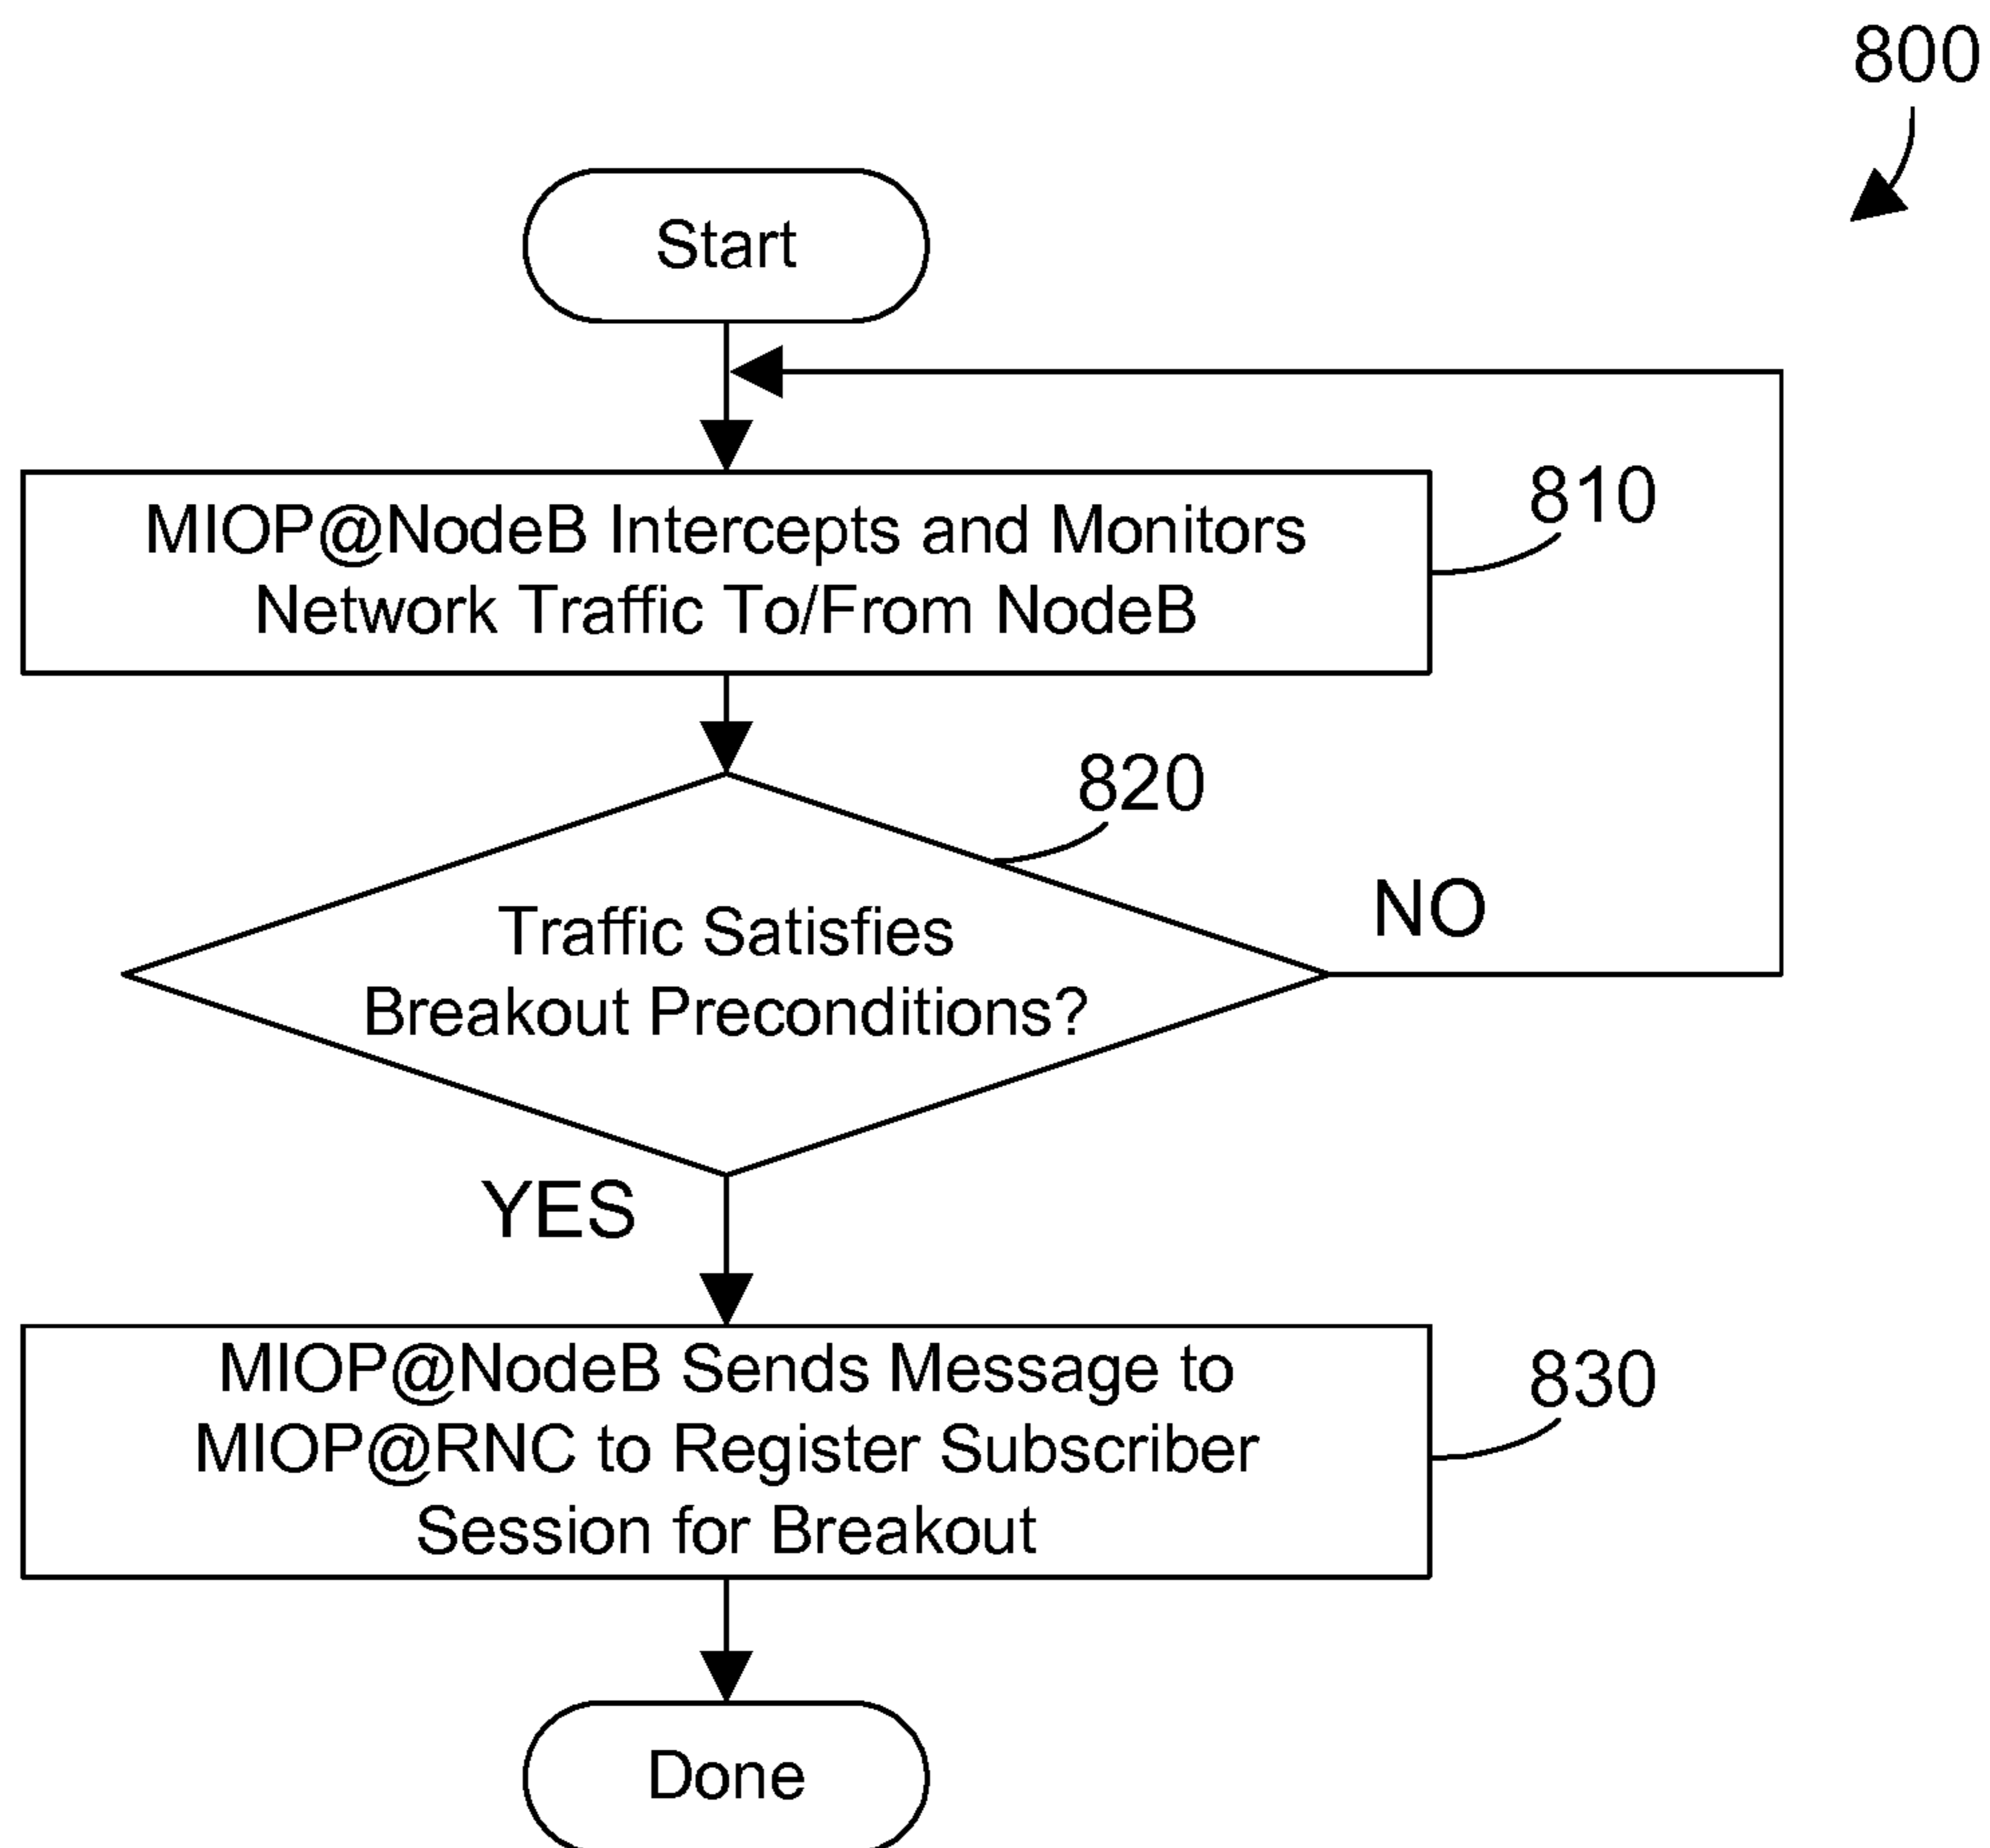 800
Start
MIOP@NodeB Intercepts and Monitors
Network Traffic To/From NodeB
810
820
Traffic Satisfies
Breakout Preconditions?
NO
YES
MIOP@NodeB Sends Message to
MIOP@RNC to Register Subscriber
Session for Breakout
830
Done